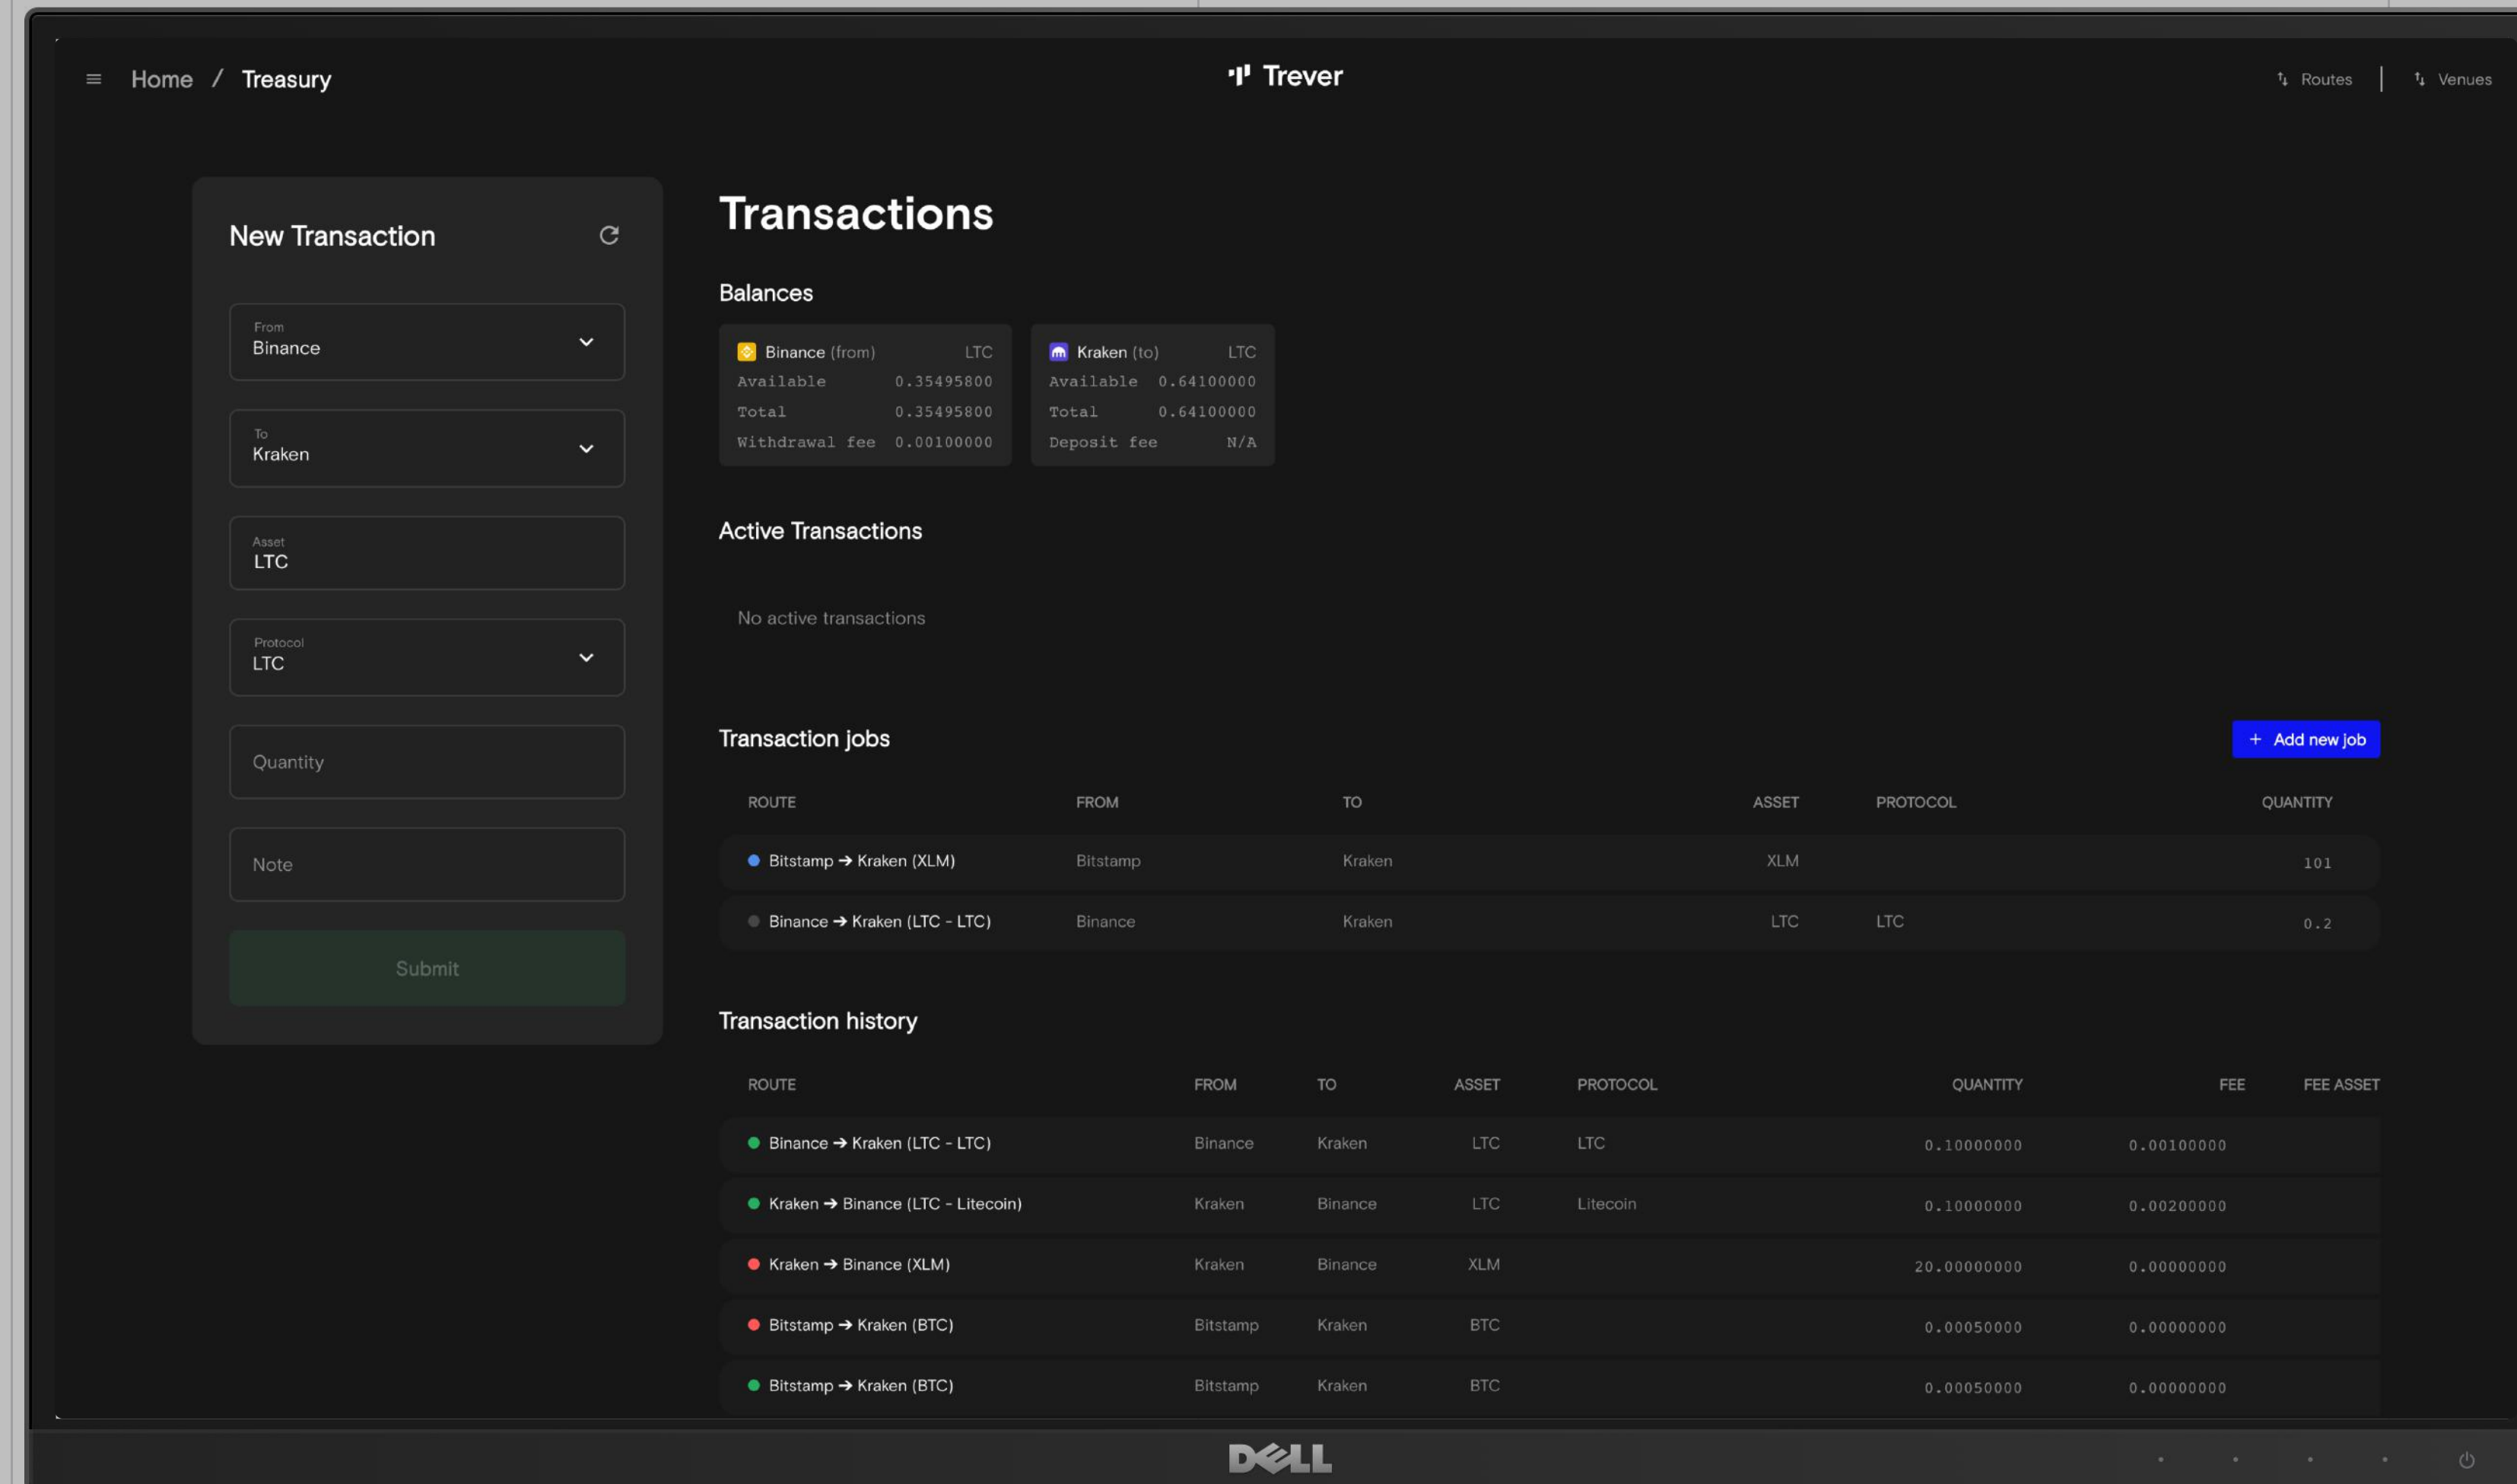 Home / Treasury
Trever
Routes | Venues
New Transaction
From
Binance
To
Kraken
Asset
LTC
Protocol
LTC
Quantity
Note
Submit
Transactions
Balances
Binance (from) LTC
Available 0.35495800
Total 0.35495800
Withdrawal fee 0.00100000
Kraken (to) LTC
Available 0.64100000
Total 0.64100000
Deposit fee N/A
Active Transactions
No active transactions
Transaction jobs
+ Add new job
ROUTE FROM TO ASSET PROTOCOL QUANTITY
Bitstamp → Kraken (XLM) Bitstamp Kraken XLM 101
Binance → Kraken (LTC - LTC) Binance Kraken LTC LTC 0.2
Transaction history
ROUTE FROM TO ASSET PROTOCOL QUANTITY FEE FEE ASSET
Binance → Kraken (LTC - LTC) Binance Kraken LTC LTC 0.10000000 0.00100000
Kraken → Binance (LTC - Litecoin) Kraken Binance LTC Litecoin 0.10000000 0.00200000
Kraken → Binance (XLM) Kraken Binance XLM 20.00000000 0.00000000
Bitstamp → Kraken (BTC) Bitstamp Kraken BTC 0.00050000 0.00000000
Bitstamp → Kraken (BTC) Bitstamp Kraken BTC 0.00050000 0.00000000
DELL